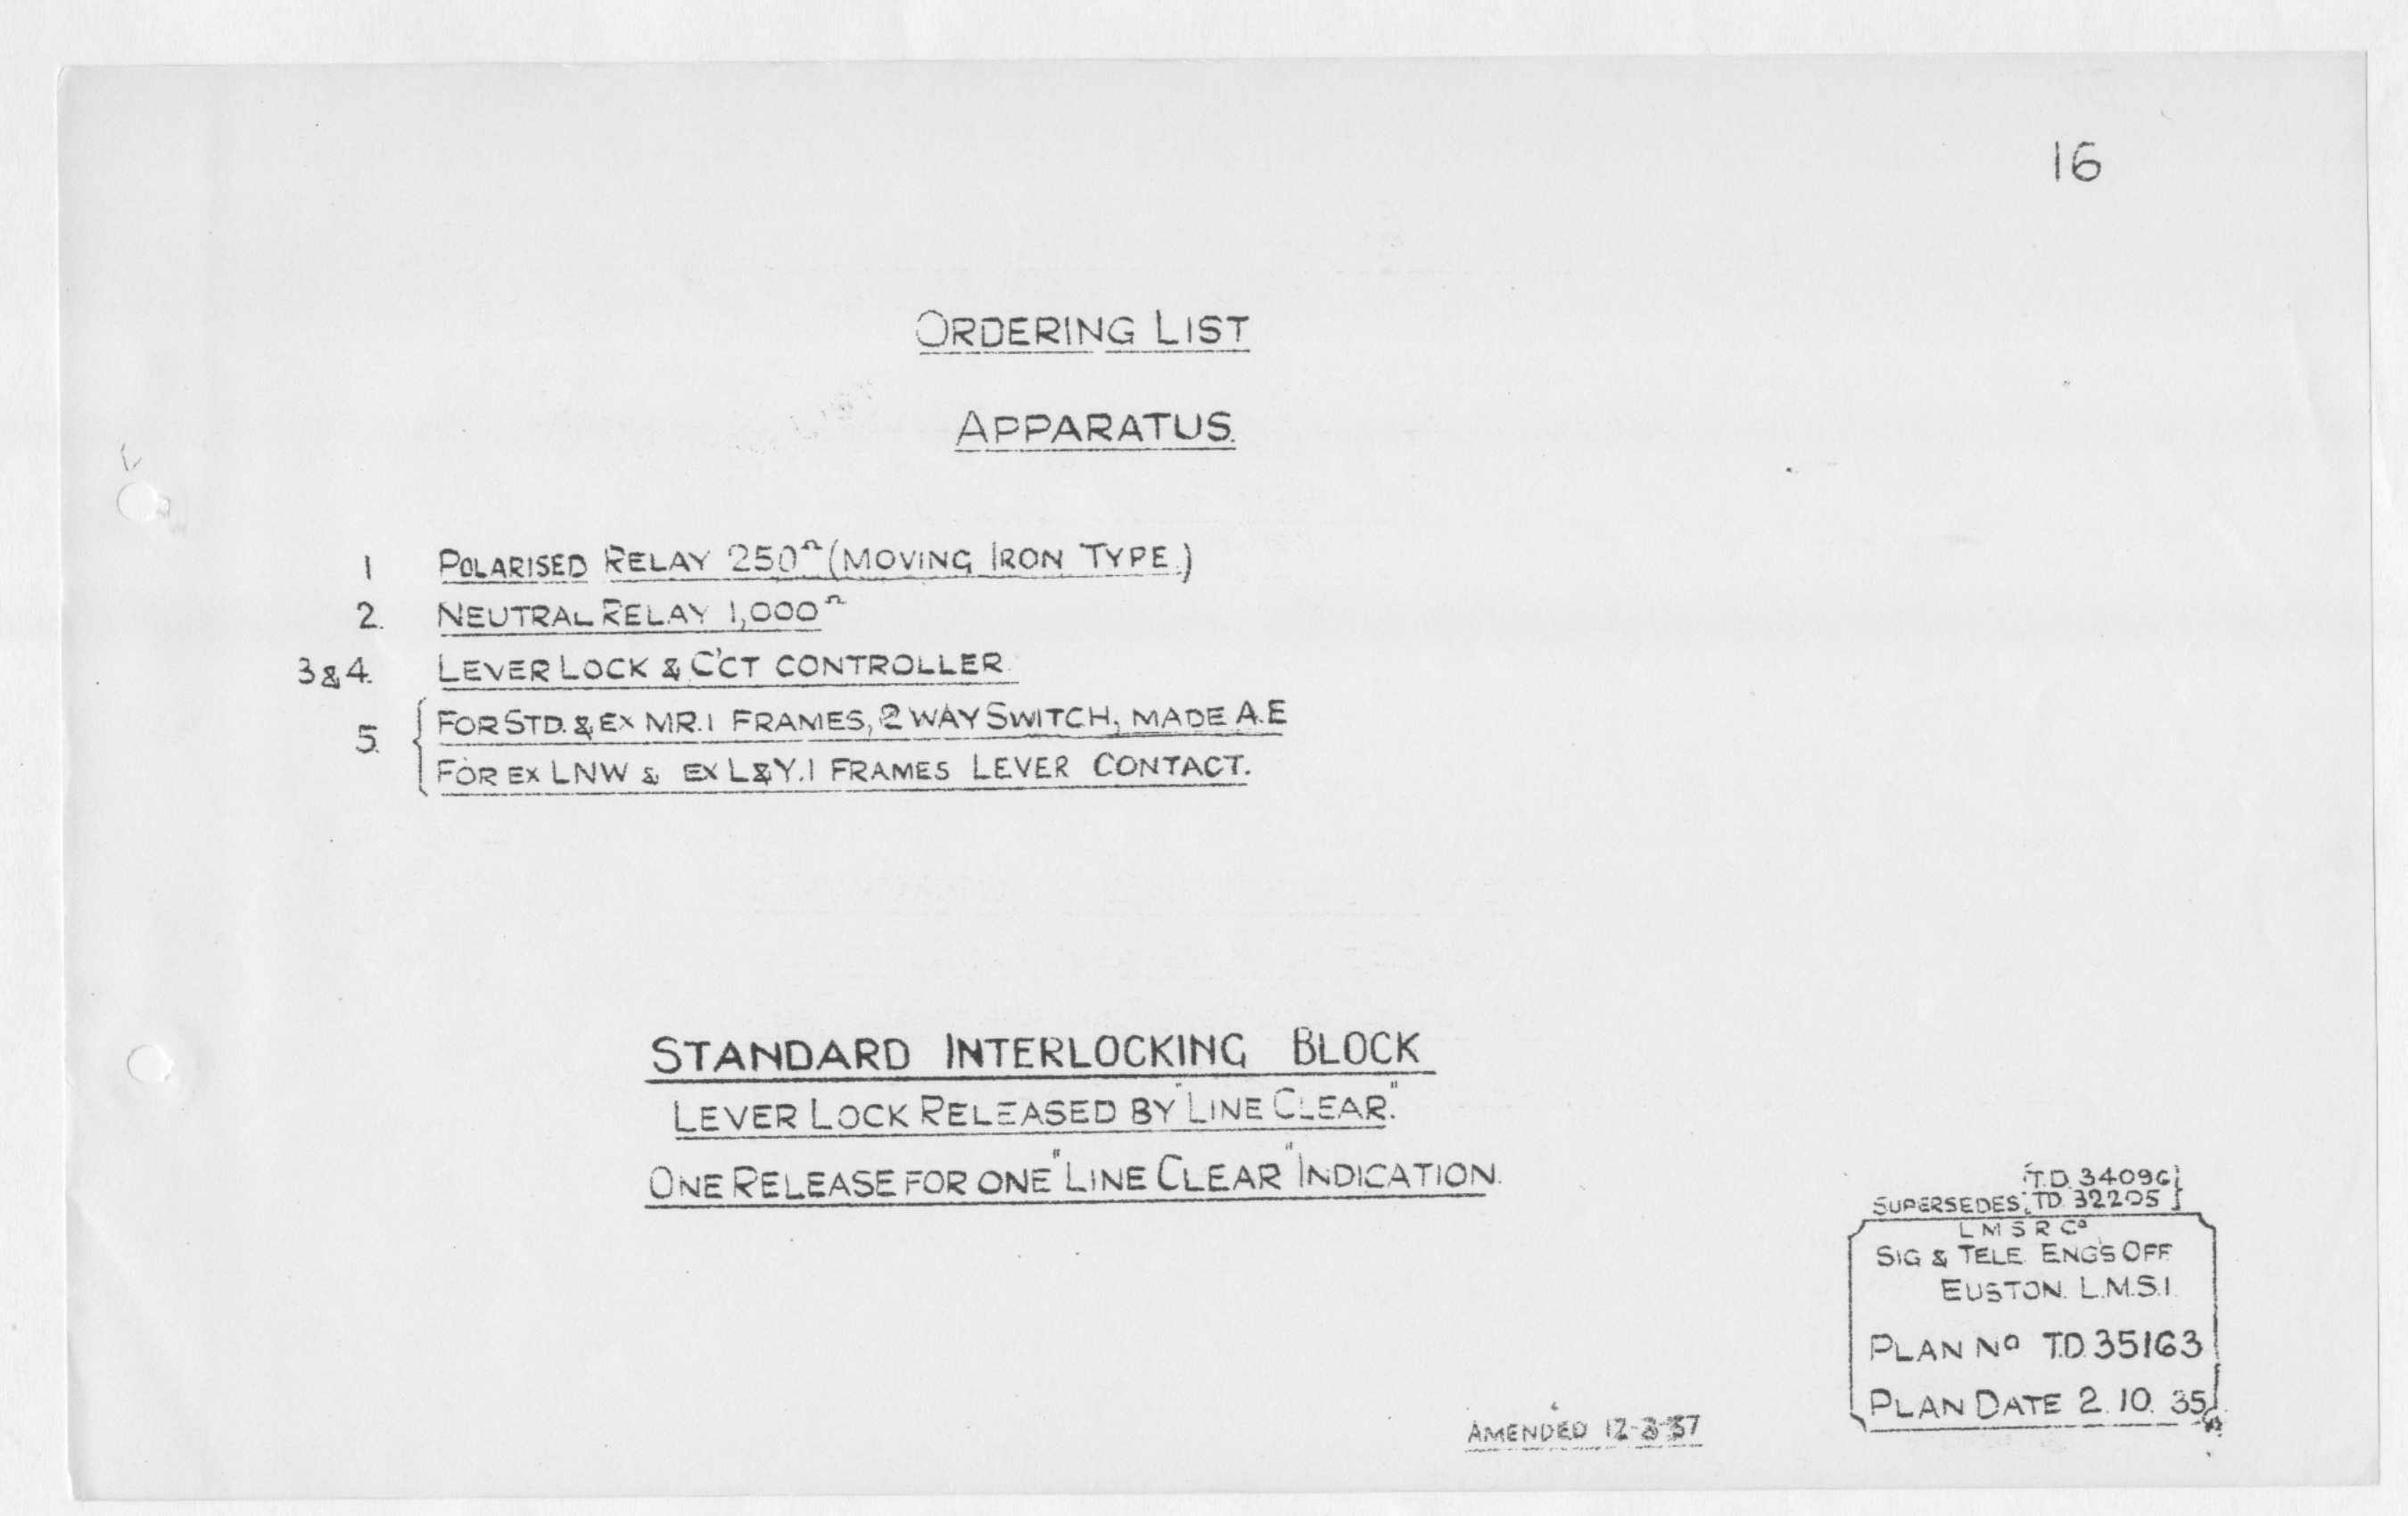 16
ORDERING LIST
APPARATUS.
1 POLARISED RELAY 250Ω (MOVING IRON TYPE.)
2. NEUTRAL RELAY 1,000Ω
3 & 4. LEVER LOCK & C'CT CONTROLLER.
5. { FOR STD. & EX MR.1 FRAMES, 2 WAY SWITCH, MADE A.E
FOR EX LNW & EX L&Y.1 FRAMES LEVER CONTACT.
STANDARD INTERLOCKING BLOCK
LEVER LOCK RELEASED BY "LINE CLEAR."
ONE RELEASE FOR ONE "LINE CLEAR" INDICATION.
T.D. 34096
SUPERSEDES TD. 32205
L M S R Cº
SIG & TELE. ENG'S OFF.
EUSTON. L.M.S.1.
PLAN Nº T.D. 35163
PLAN DATE 2.10.35
AMENDED